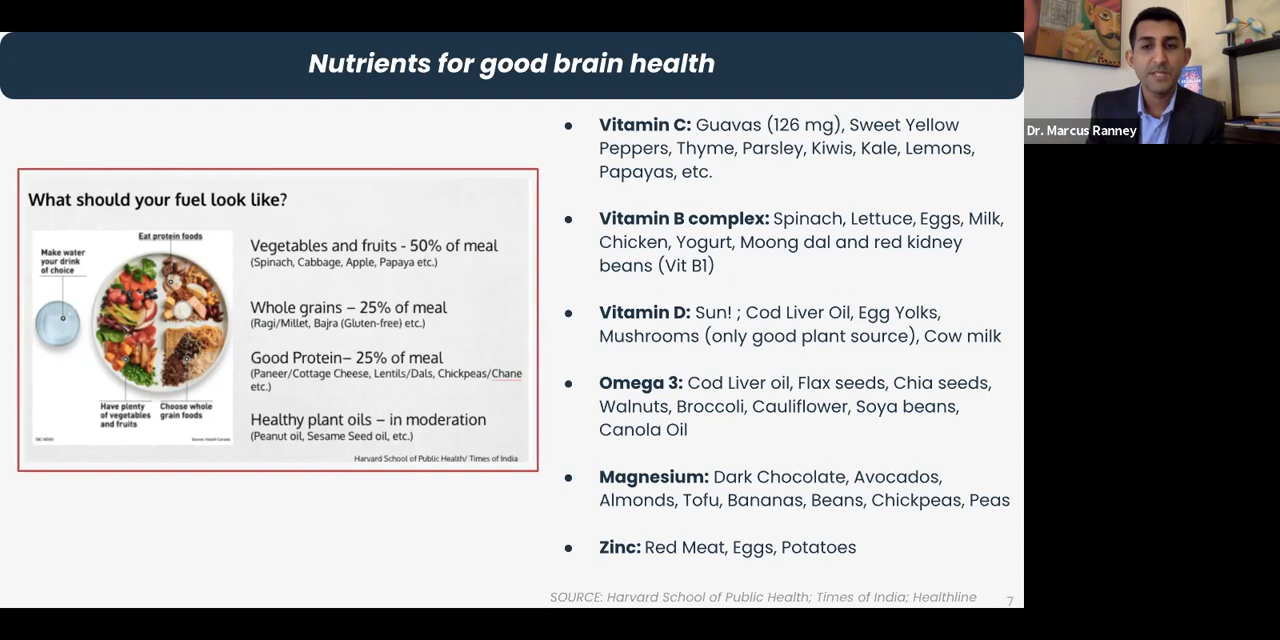 Nutrients for good brain health
What should your fuel look like?
Eat protein foods
Make water
your drink
of choice
Have plenty
of vegetables
and fruits
Choose whole
grain foods
Vegetables and fruits - 50% of meal
(Spinach, Cabbage, Apple, Papaya etc.)
Whole grains – 25% of meal
(Ragi/Millet, Bajra (Gluten-free) etc.)
Good Protein– 25% of meal
(Paneer/Cottage Cheese, Lentils/Dals, Chickpeas/Chane
etc.)
Healthy plant oils – in moderation
(Peanut oil, Sesame Seed oil, etc.)
Source: Health Canada
Harvard School of Public Health/ Times of India
• Vitamin C: Guavas (126 mg), Sweet Yellow
Peppers, Thyme, Parsley, Kiwis, Kale, Lemons,
Papayas, etc.
• Vitamin B complex: Spinach, Lettuce, Eggs, Milk,
Chicken, Yogurt, Moong dal and red kidney
beans (Vit B1)
• Vitamin D: Sun! ; Cod Liver Oil, Egg Yolks,
Mushrooms (only good plant source), Cow milk
• Omega 3: Cod Liver oil, Flax seeds, Chia seeds,
Walnuts, Broccoli, Cauliflower, Soya beans,
Canola Oil
• Magnesium: Dark Chocolate, Avocados,
Almonds, Tofu, Bananas, Beans, Chickpeas, Peas
• Zinc: Red Meat, Eggs, Potatoes
SOURCE: Harvard School of Public Health; Times of India; Healthline
7
Dr. Marcus Ranney